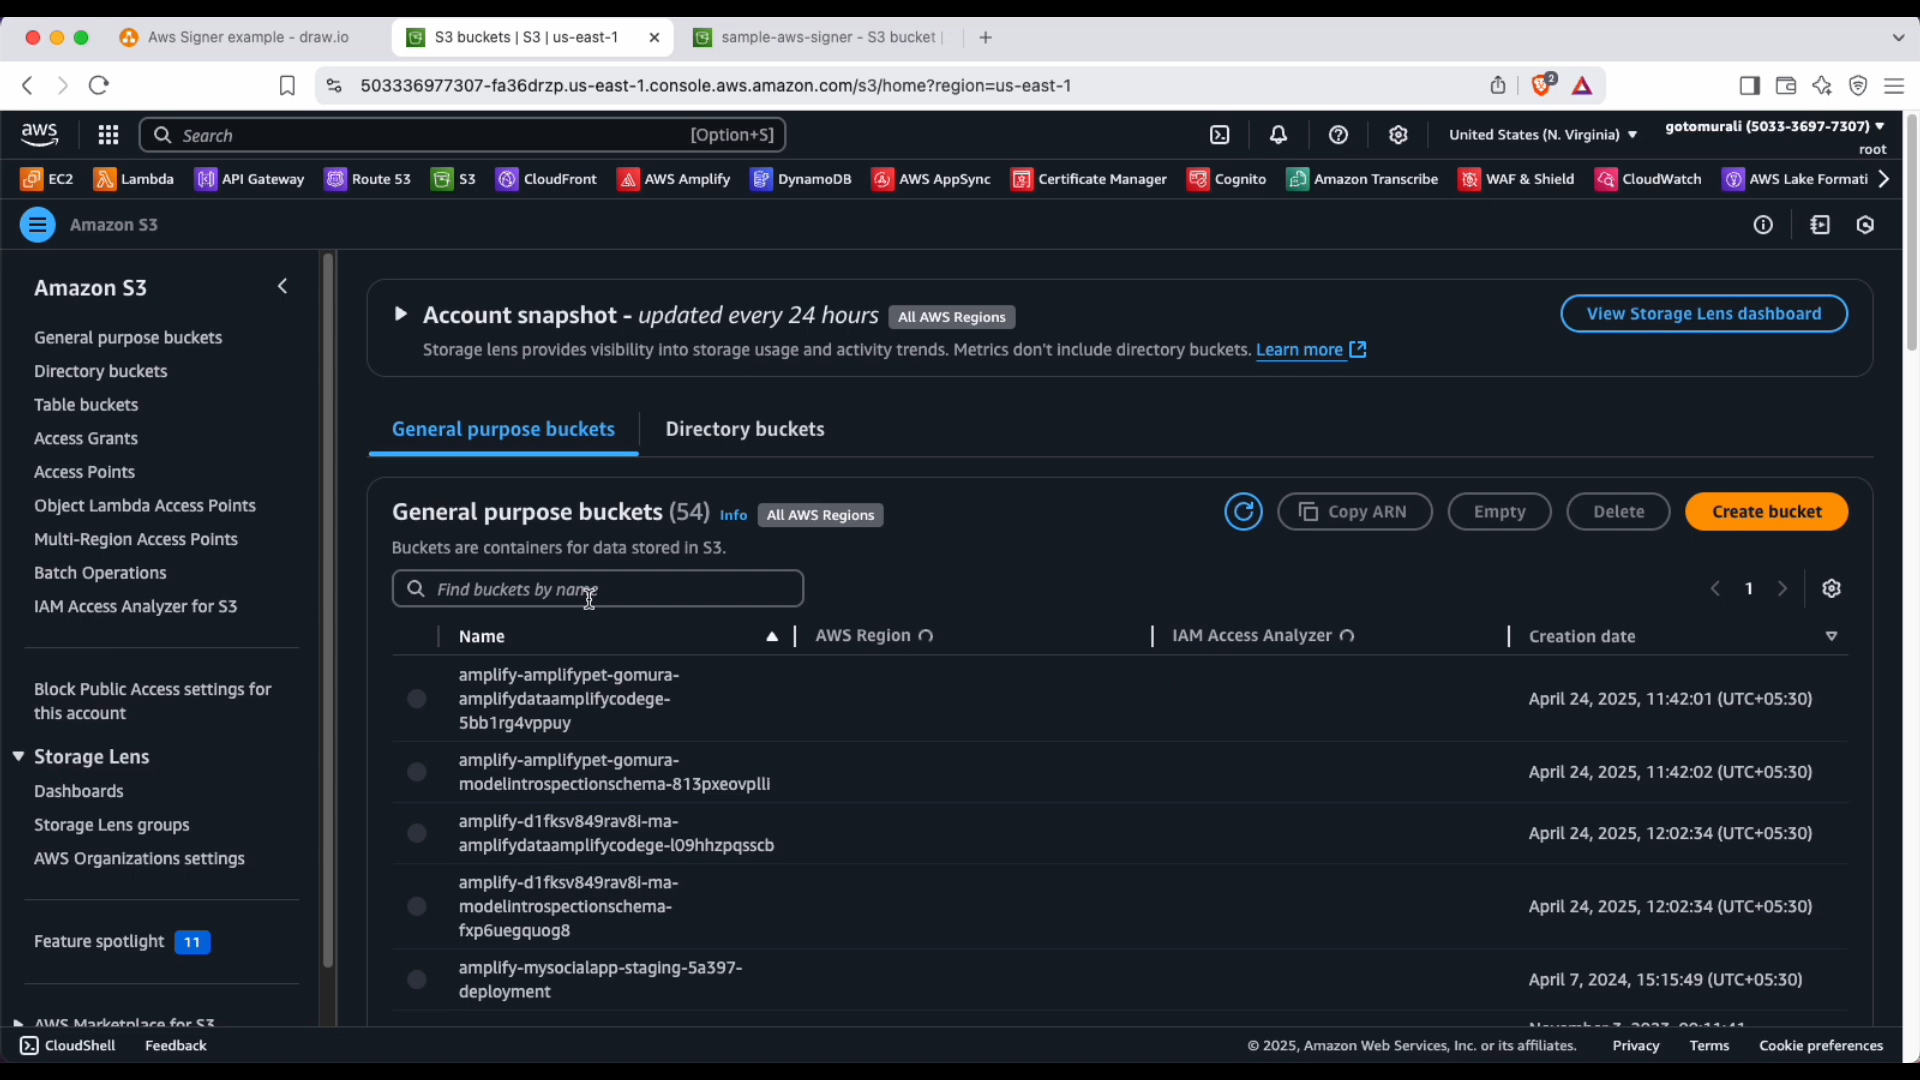 Aws Signer example - draw.io
S3 buckets | S3 | us-east-1
sample-aws-signer - S3 bucket |
503336977307-fa36drzp.us-east-1.console.aws.amazon.com/s3/home?region=us-east-1
2
aws
Search
[Option+S]
United States (N. Virginia)
gotomurali (5033-3697-7307)
root
EC2
Lambda
API Gateway
Route 53
S3
CloudFront
AWS Amplify
DynamoDB
AWS AppSync
Certificate Manager
Cognito
Amazon Transcribe
WAF & Shield
CloudWatch
AWS Lake Formati
Amazon S3
Amazon S3
General purpose buckets
Directory buckets
Table buckets
Access Grants
Access Points
Object Lambda Access Points
Multi-Region Access Points
Batch Operations
IAM Access Analyzer for S3
Block Public Access settings for
this account
Storage Lens
Dashboards
Storage Lens groups
AWS Organizations settings
Feature spotlight 11
AWS Marketplace for S3
Account snapshot - updated every 24 hours All AWS Regions
View Storage Lens dashboard
Storage lens provides visibility into storage usage and activity trends. Metrics don't include directory buckets. Learn more
General purpose buckets
Directory buckets
General purpose buckets (54) Info All AWS Regions
Copy ARN
Empty
Delete
Create bucket
Buckets are containers for data stored in S3.
Find buckets by name
1
Name
AWS Region
IAM Access Analyzer
Creation date
amplify-amplifypet-gomura-
amplifydataamplifycodege-
5bb1rg4vppuy
April 24, 2025, 11:42:01 (UTC+05:30)
amplify-amplifypet-gomura-
modelintrospectionschema-813pxeovplli
April 24, 2025, 11:42:02 (UTC+05:30)
amplify-d1fksv849rav8i-ma-
amplifydataamplifycodege-l09hhzpqsscb
April 24, 2025, 12:02:34 (UTC+05:30)
amplify-d1fksv849rav8i-ma-
modelintrospectionschema-
fxp6uegquog8
April 24, 2025, 12:02:34 (UTC+05:30)
amplify-mysocialapp-staging-5a397-
deployment
April 7, 2024, 15:15:49 (UTC+05:30)
CloudShell
Feedback
© 2025, Amazon Web Services, Inc. or its affiliates.
Privacy
Terms
Cookie preferences